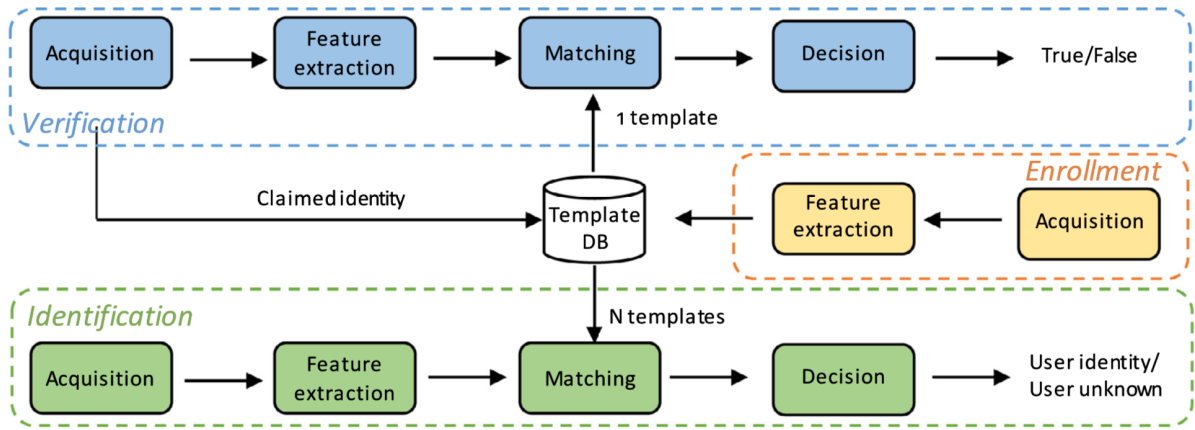 Acquisition
Feature
extraction
Matching
Decision
True/False
Verification
1 template
Claimed identity
Template
DB
Enrollment
Feature
extraction
Acquisition
Identification
N templates
Acquisition
Feature
extraction
Matching
Decision
User identity/
User unknown